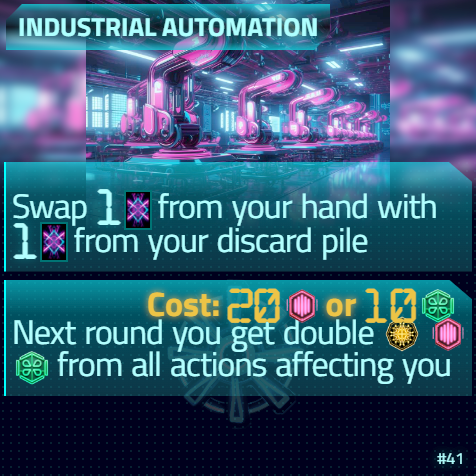 INDUSTRIAL AUTOMATION
Swap 1 from your hand with
1 from your discard pile
Cost: 20 or 10
Next round you get double
from all actions affecting you
#41